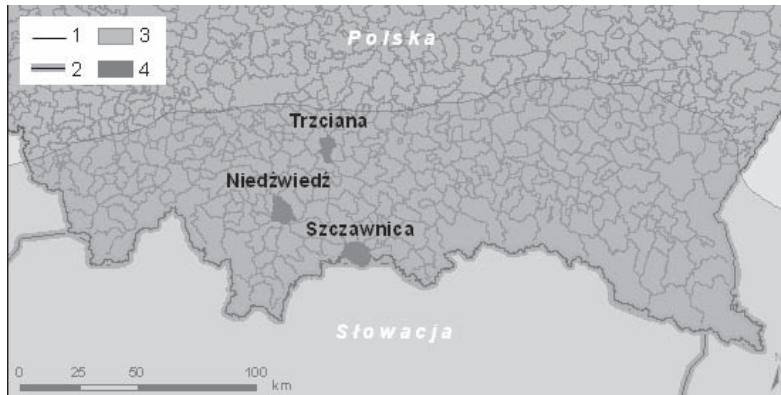 1
2
3
4
Polska
Trzciana
Niedźwiedź
Szczawnica
Słowacja
0 25 50 100
km
N